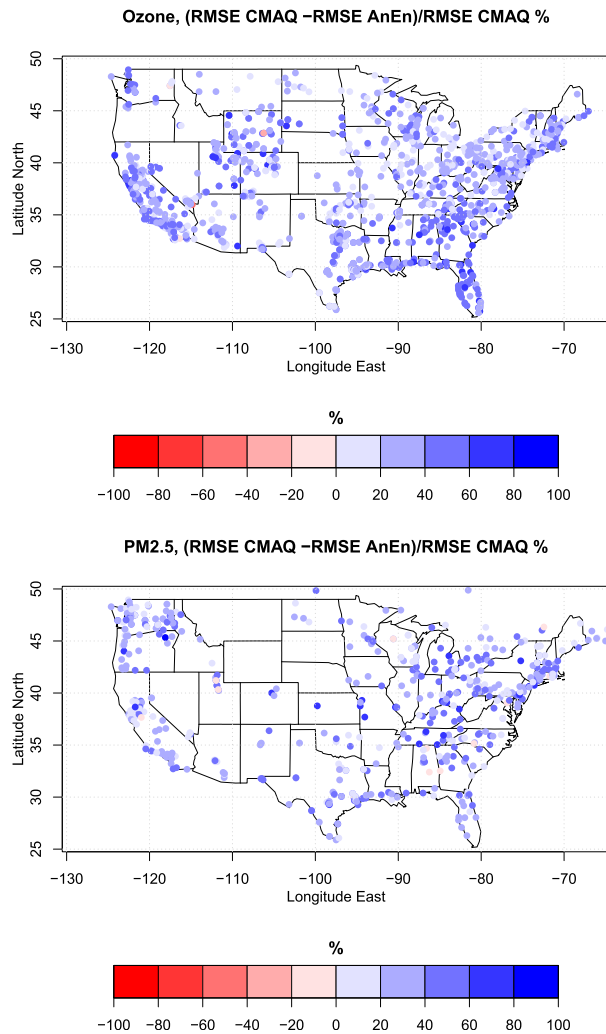 Ozone, (RMSE CMAQ −RMSE AnEn)/RMSE CMAQ %
50
45
40
35
30
25
Latitude North
−130 −120 −110 −100 −90 −80 −70
Longitude East
%
−100 −80 −60 −40 −20 0 20 40 60 80 100
PM2.5, (RMSE CMAQ −RMSE AnEn)/RMSE CMAQ %
50
45
40
35
30
25
Latitude North
−130 −120 −110 −100 −90 −80 −70
Longitude East
%
−100 −80 −60 −40 −20 0 20 40 60 80 100